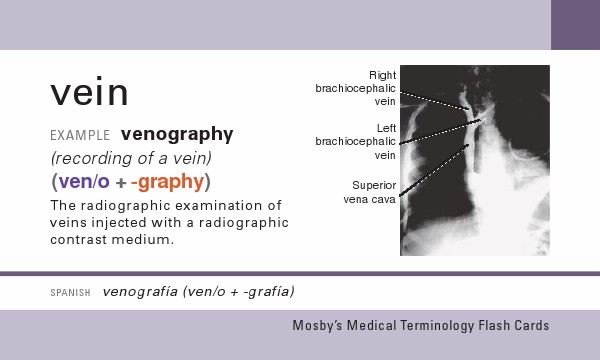 vein
EXAMPLE venography
(recording of a vein)
(ven/o + -graphy)
The radiographic examination of
veins injected with a radiographic
contrast medium.
Right
brachiocephalic
vein
Left
brachiocephalic
vein
Superior
vena cava
SPANISH venografía (ven/o + -grafía)
Mosby's Medical Terminology Flash Cards